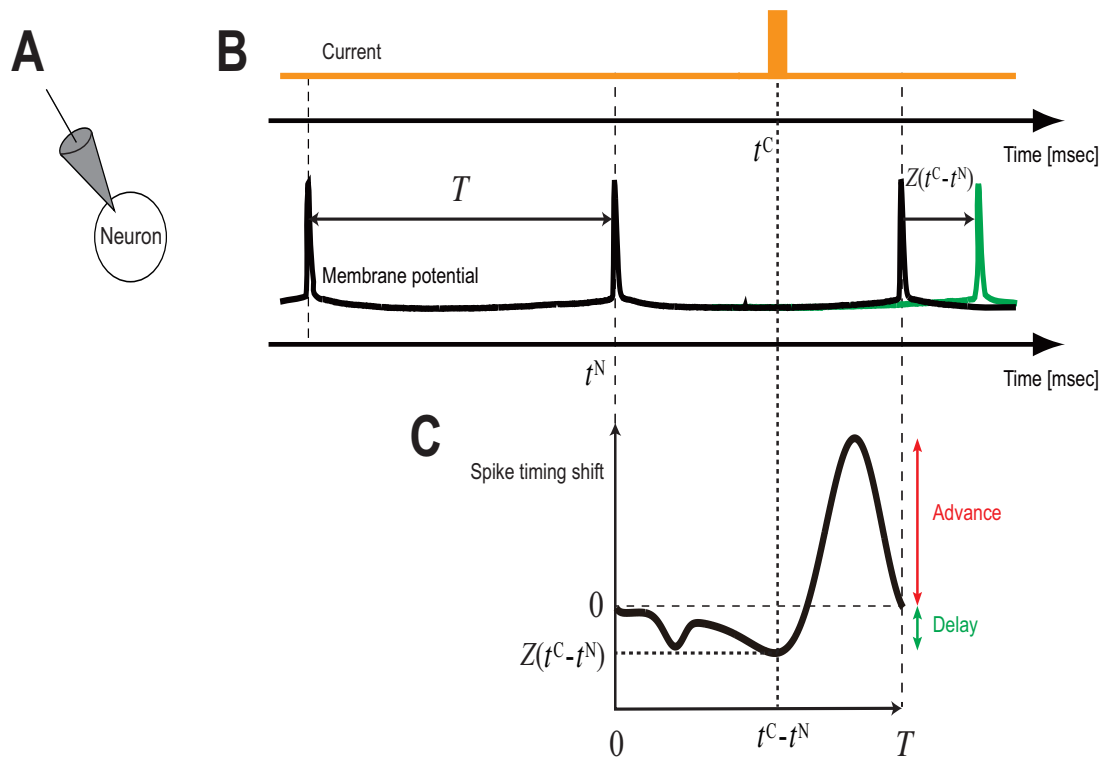 A
Neuron
B
Current
t^C
Time [msec]
Z(t^C-t^N)
T
Membrane potential
t^N
Time [msec]
C
Spike timing shift
Advance
0
Delay
Z(t^C-t^N)
0
t^C-t^N
T